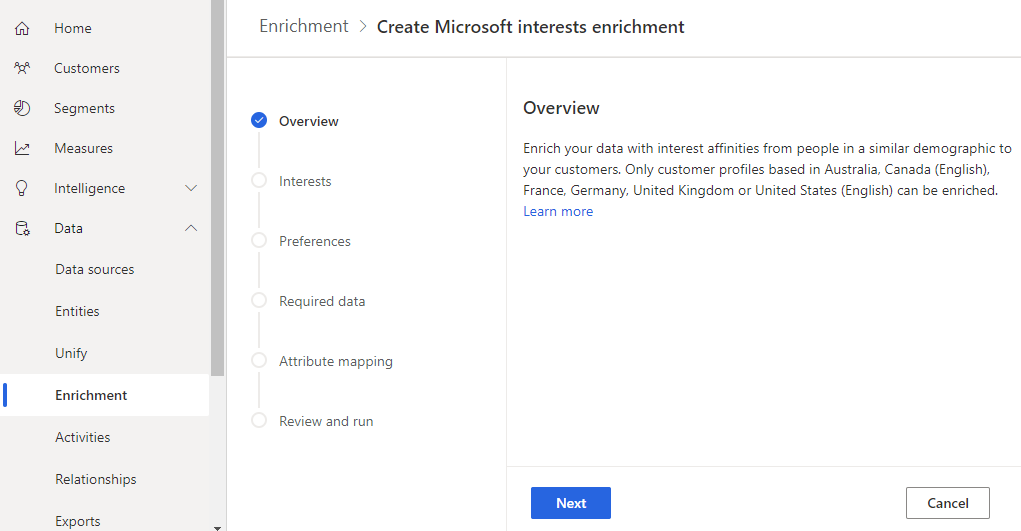 Home
Customers
Segments
Measures
Intelligence
Data
Data sources
Entities
Unify
Enrichment
Activities
Relationships
Exports
Enrichment > Create Microsoft interests enrichment
Overview
Interests
Preferences
Required data
Attribute mapping
Review and run
Overview
Enrich your data with interest affinities from people in a similar demographic to
your customers. Only customer profiles based in Australia, Canada (English),
France, Germany, United Kingdom or United States (English) can be enriched.
Learn more
Next
Cancel